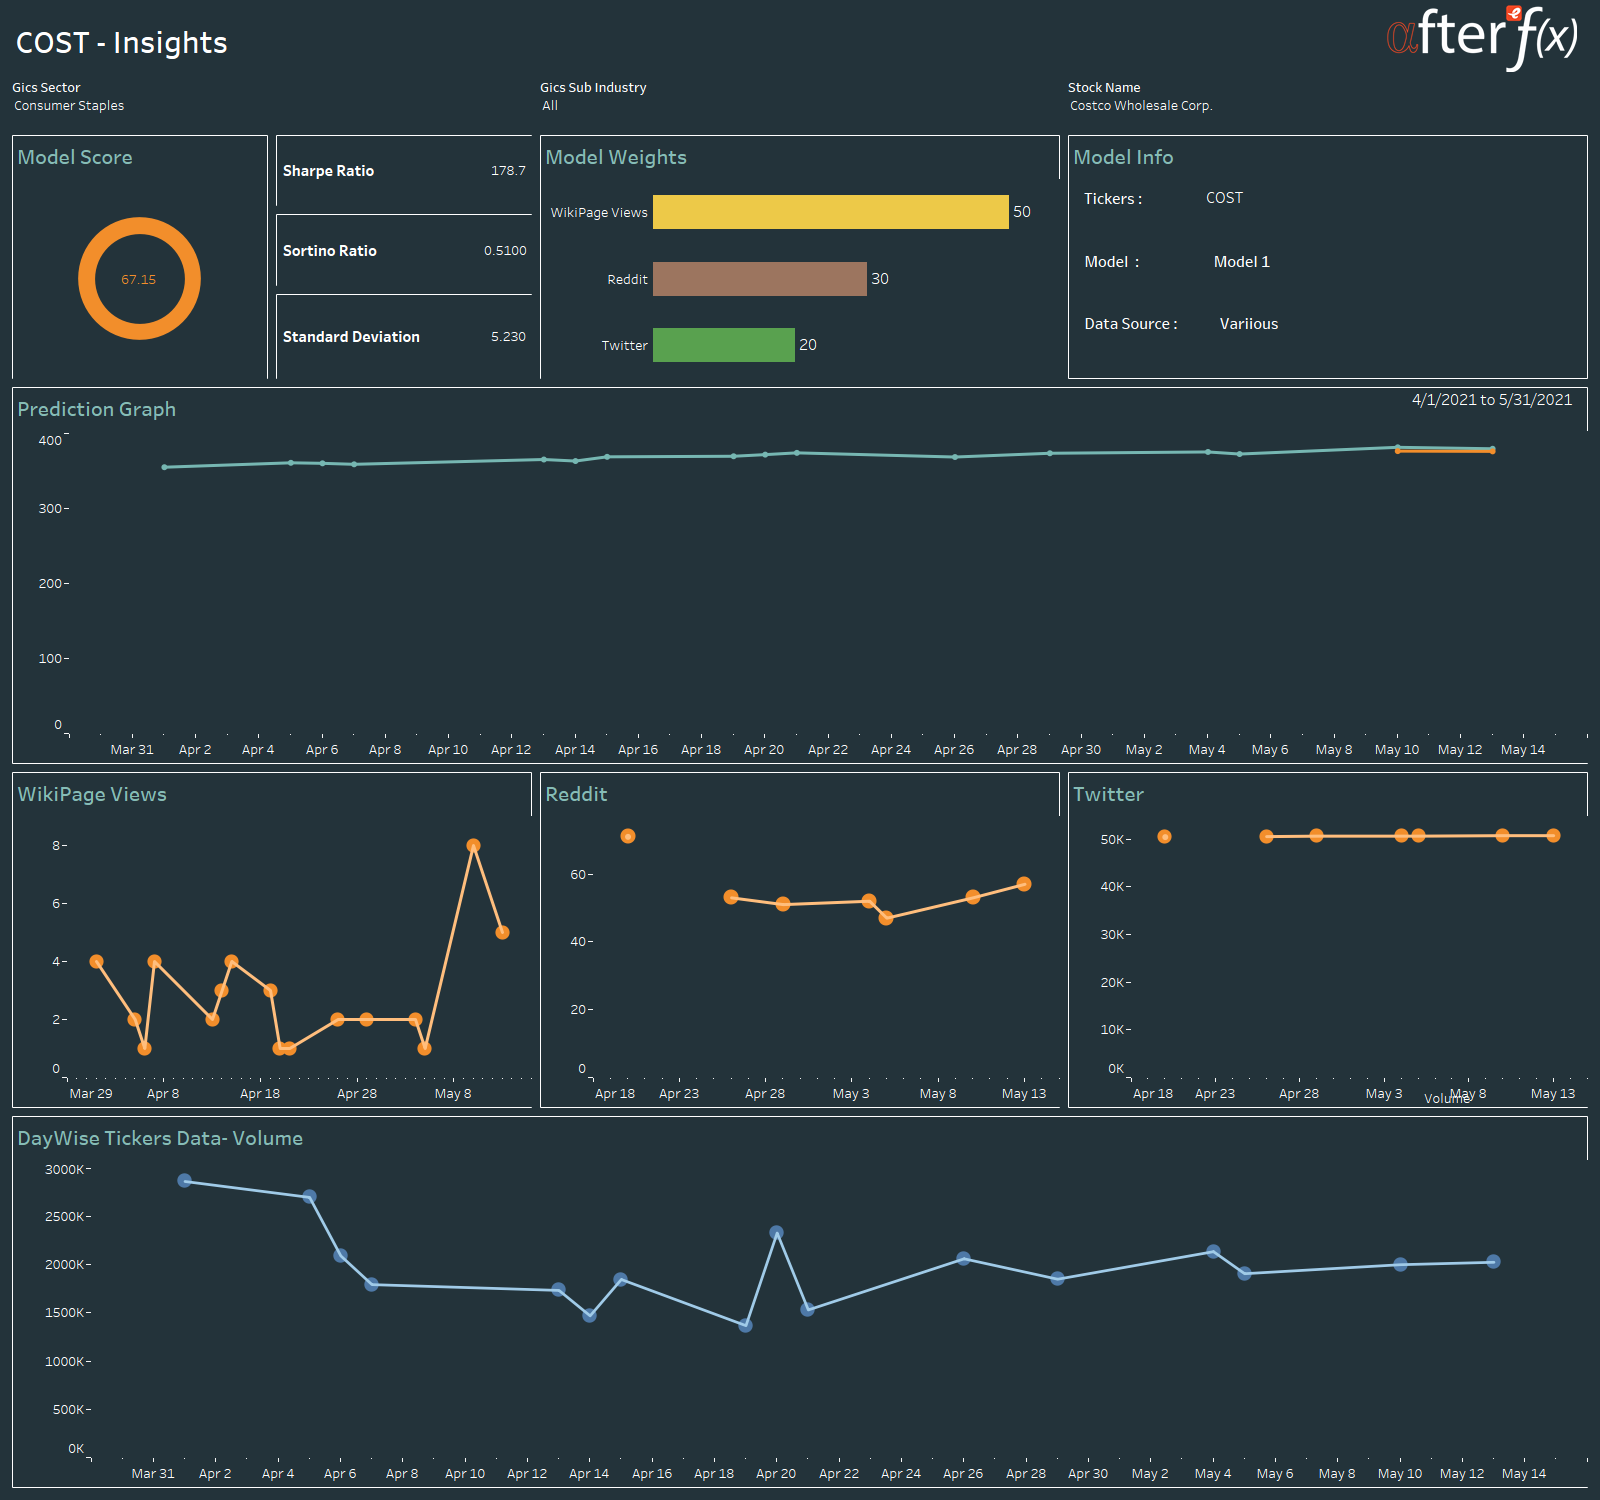 COST - Insights
αfter f(x)
Gics Sector
Consumer Staples
Gics Sub Industry
All
Stock Name
Costco Wholesale Corp.
Model Score
67.15
Sharpe Ratio 178.7
Sortino Ratio 0.5100
Standard Deviation 5.230
Model Weights
WikiPage Views 50
Reddit 30
Twitter 20
Model Info
Tickers : COST
Model : Model 1
Data Source : Variious
Prediction Graph
4/1/2021 to 5/31/2021
400
300
200
100
0
Mar 31 Apr 2 Apr 4 Apr 6 Apr 8 Apr 10 Apr 12 Apr 14 Apr 16 Apr 18 Apr 20 Apr 22 Apr 24 Apr 26 Apr 28 Apr 30 May 2 May 4 May 6 May 8 May 10 May 12 May 14
WikiPage Views
8
6
4
2
0
Mar 29 Apr 8 Apr 18 Apr 28 May 8
Reddit
60
40
20
0
Apr 18 Apr 23 Apr 28 May 3 May 8 May 13
Twitter
50K
40K
30K
20K
10K
0K
Apr 18 Apr 23 Apr 28 May 3 May 8 May 13
Volume
DayWise Tickers Data- Volume
3000K
2500K
2000K
1500K
1000K
500K
0K
Mar 31 Apr 2 Apr 4 Apr 6 Apr 8 Apr 10 Apr 12 Apr 14 Apr 16 Apr 18 Apr 20 Apr 22 Apr 24 Apr 26 Apr 28 Apr 30 May 2 May 4 May 6 May 8 May 10 May 12 May 14